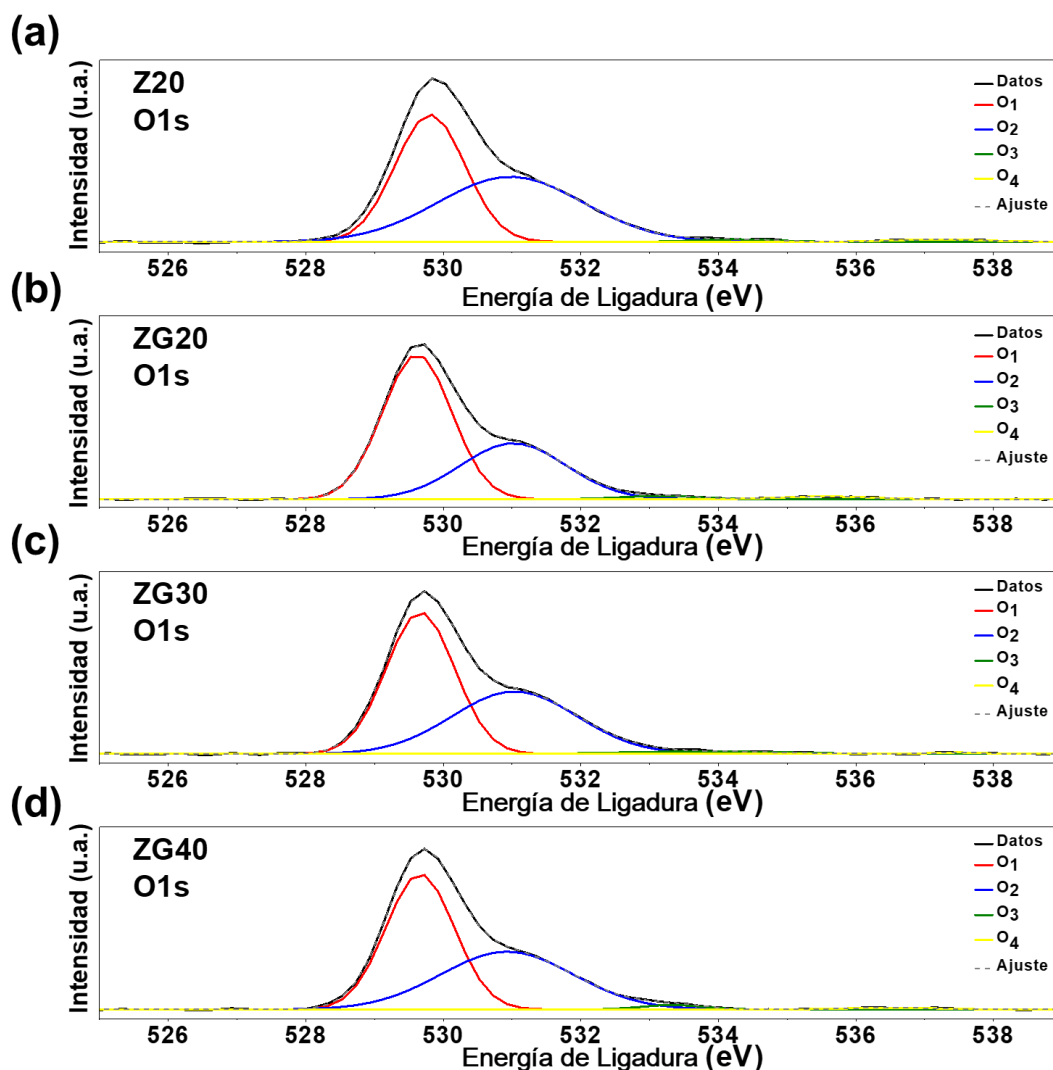 (a)
Z20
O1s
Intensidad (u.a.)
Datos
O1
O2
O3
O4
Ajuste
526 528 530 532 534 536 538
Energía de Ligadura (eV)
(b)
ZG20
O1s
Intensidad (u.a.)
Datos
O1
O2
O3
O4
Ajuste
526 528 530 532 534 536 538
Energía de Ligadura (eV)
(c)
ZG30
O1s
Intensidad (u.a.)
Datos
O1
O2
O3
O4
Ajuste
526 528 530 532 534 536 538
Energía de Ligadura (eV)
(d)
ZG40
O1s
Intensidad (u.a.)
Datos
O1
O2
O3
O4
Ajuste
526 528 530 532 534 536 538
Energía de Ligadura (eV)